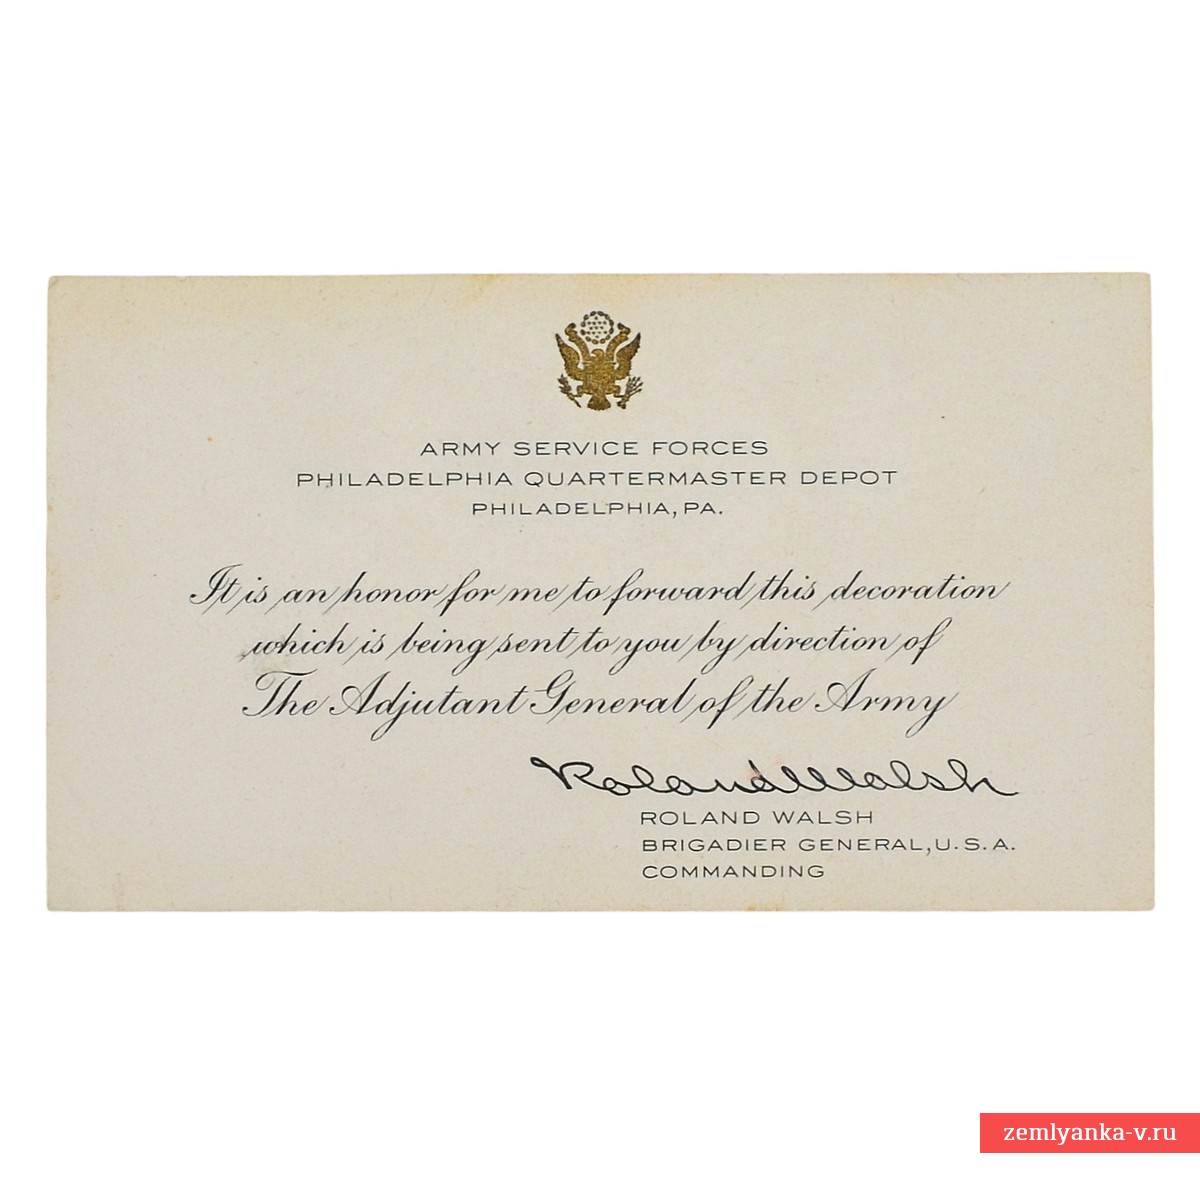 ARMY SERVICE FORCES
PHILADELPHIA QUARTERMASTER DEPOT
PHILADELPHIA, PA.
It is an honor for me to forward this decoration
which is being sent to you by direction of
The Adjutant General of the Army
Roland Walsh
ROLAND WALSH
BRIGADIER GENERAL, U.S.A.
COMMANDING
zemlyanka-v.ru